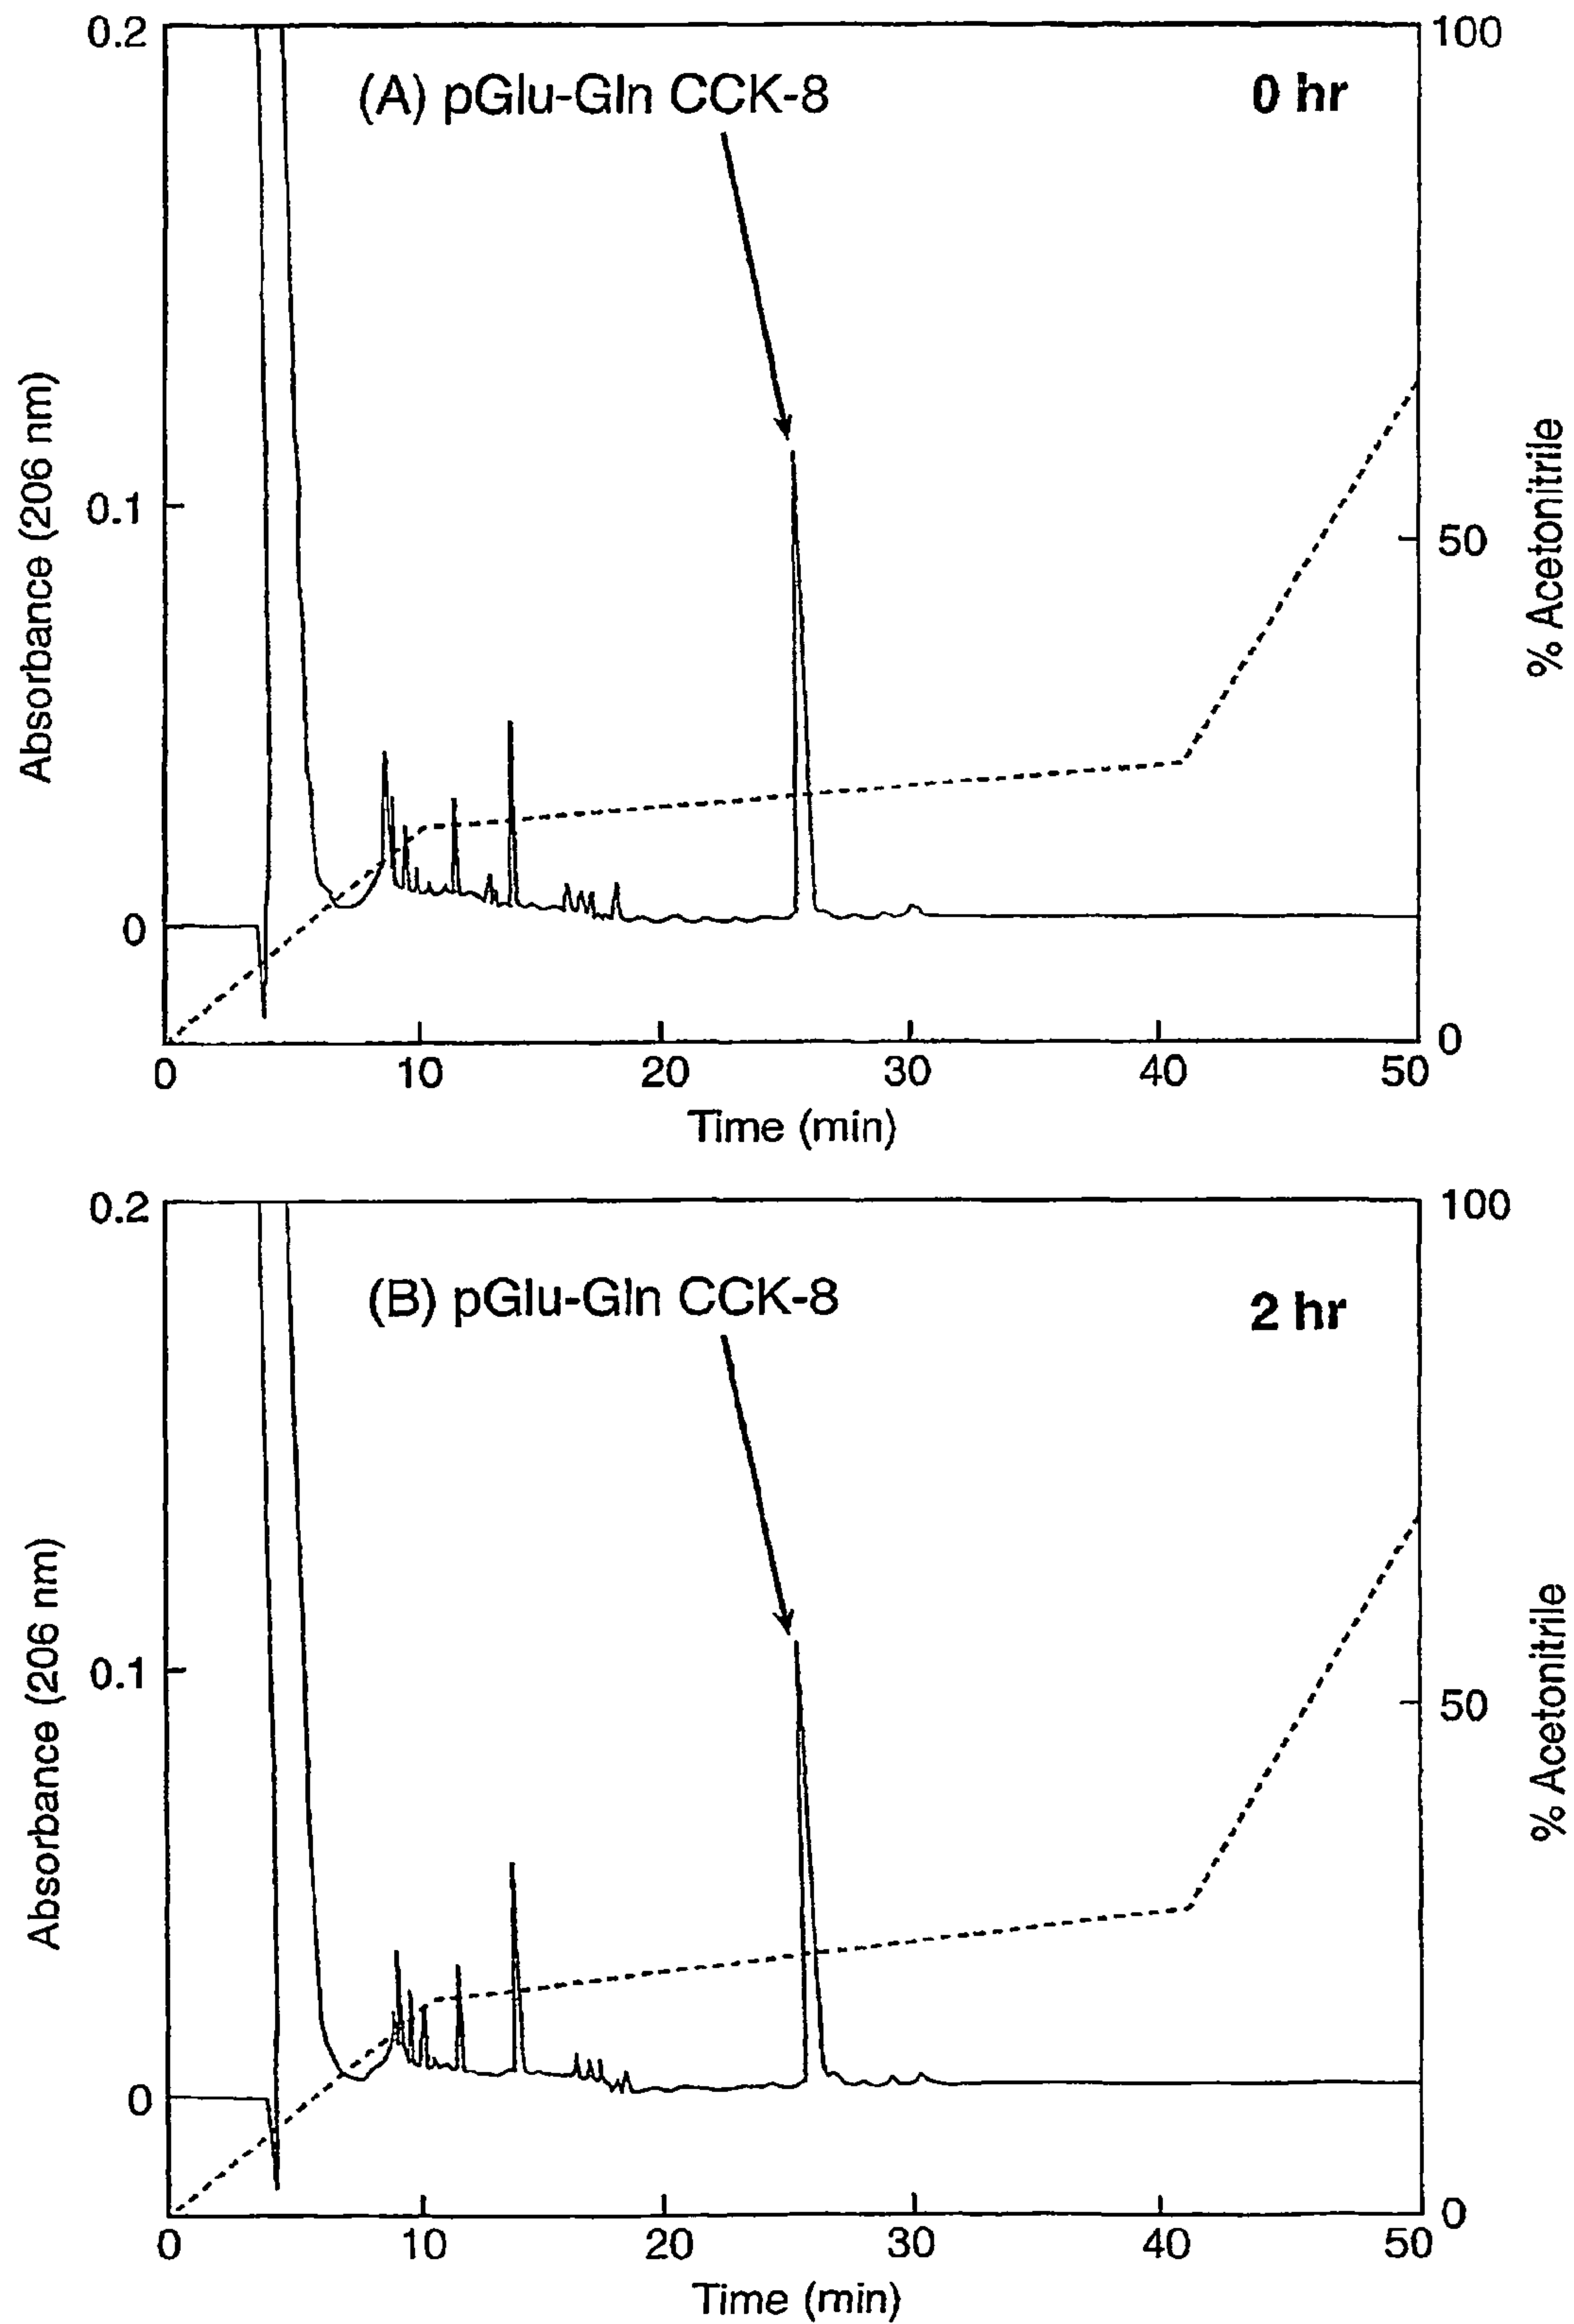 0.2
100
(A) pGlu-Gln CCK-8
0 hr
Absorbance (206 nm)
0.1
50
% Acetonitrile
0
0
0
10
20
30
40
50
Time (min)
0.2
100
(B) pGlu-Gln CCK-8
2 hr
Absorbance (206 nm)
0.1
50
% Acetonitrile
0
0
0
10
20
30
40
50
Time (min)